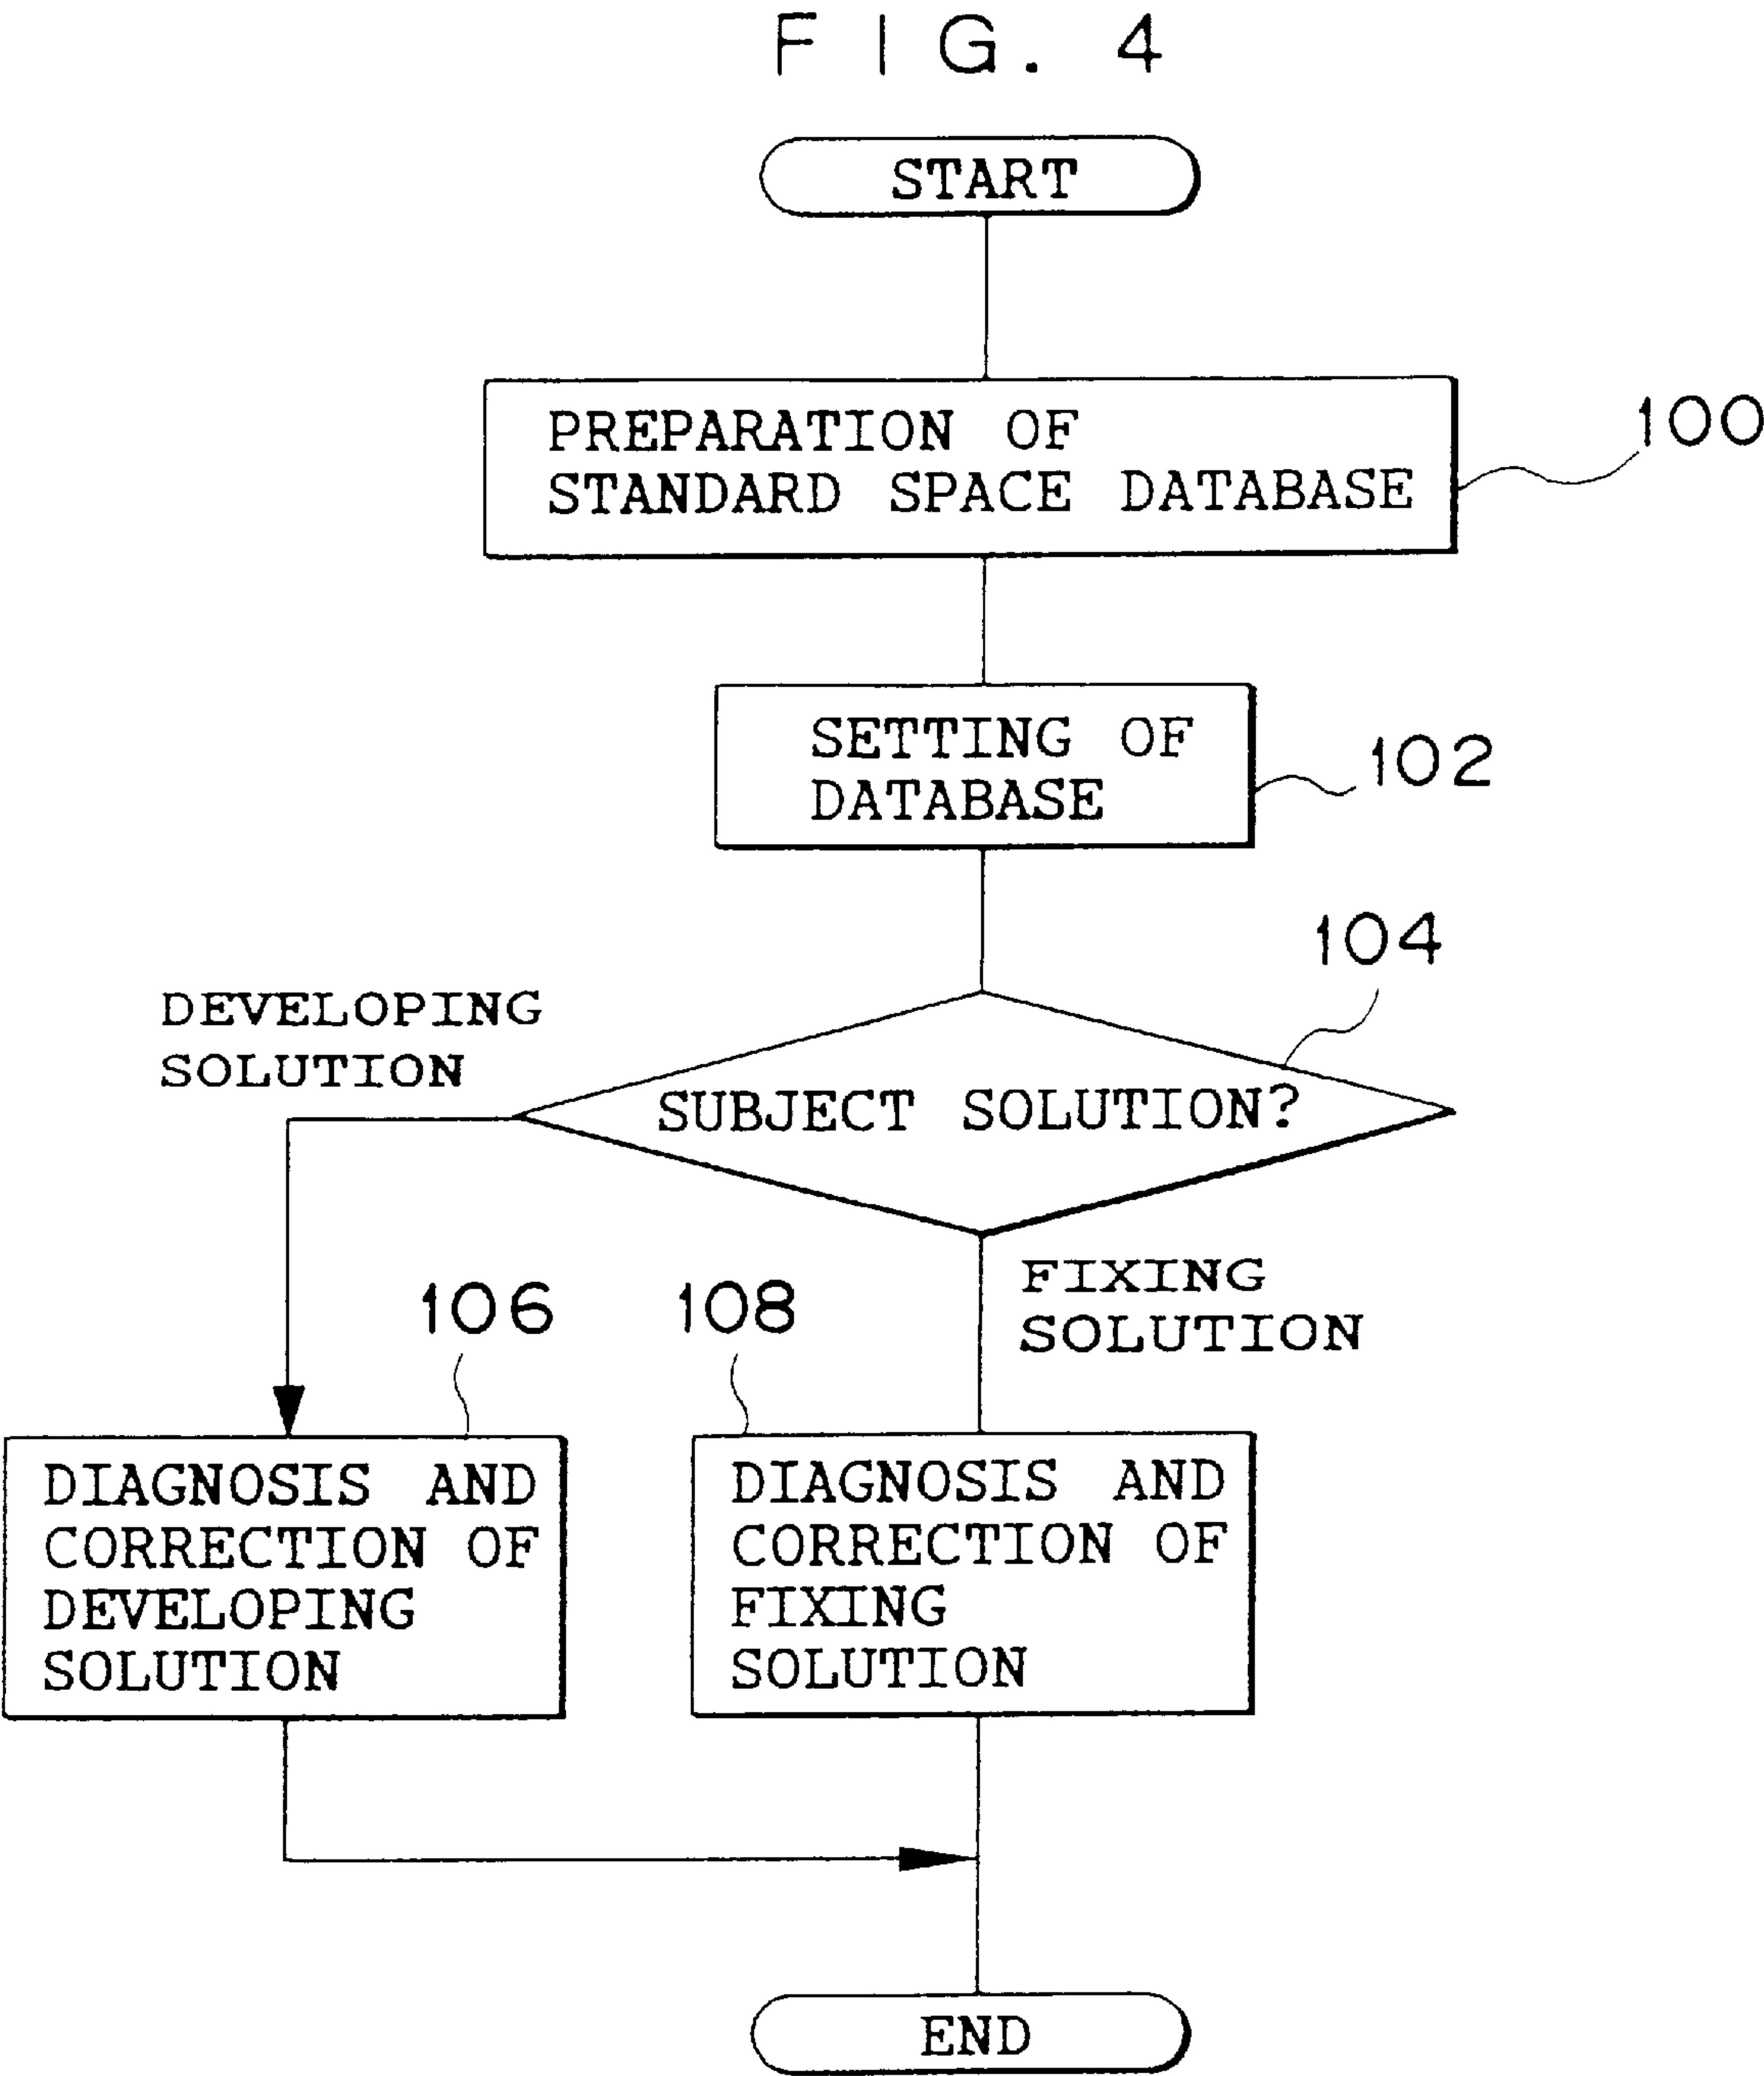 FIG. 4
START
PREPARATION OF
STANDARD SPACE DATABASE
100
SETTING OF
DATABASE
102
104
DEVELOPING
SOLUTION
SUBJECT SOLUTION?
FIXING
SOLUTION
106
108
DIAGNOSIS AND
CORRECTION OF
DEVELOPING
SOLUTION
DIAGNOSIS AND
CORRECTION OF
FIXING
SOLUTION
END